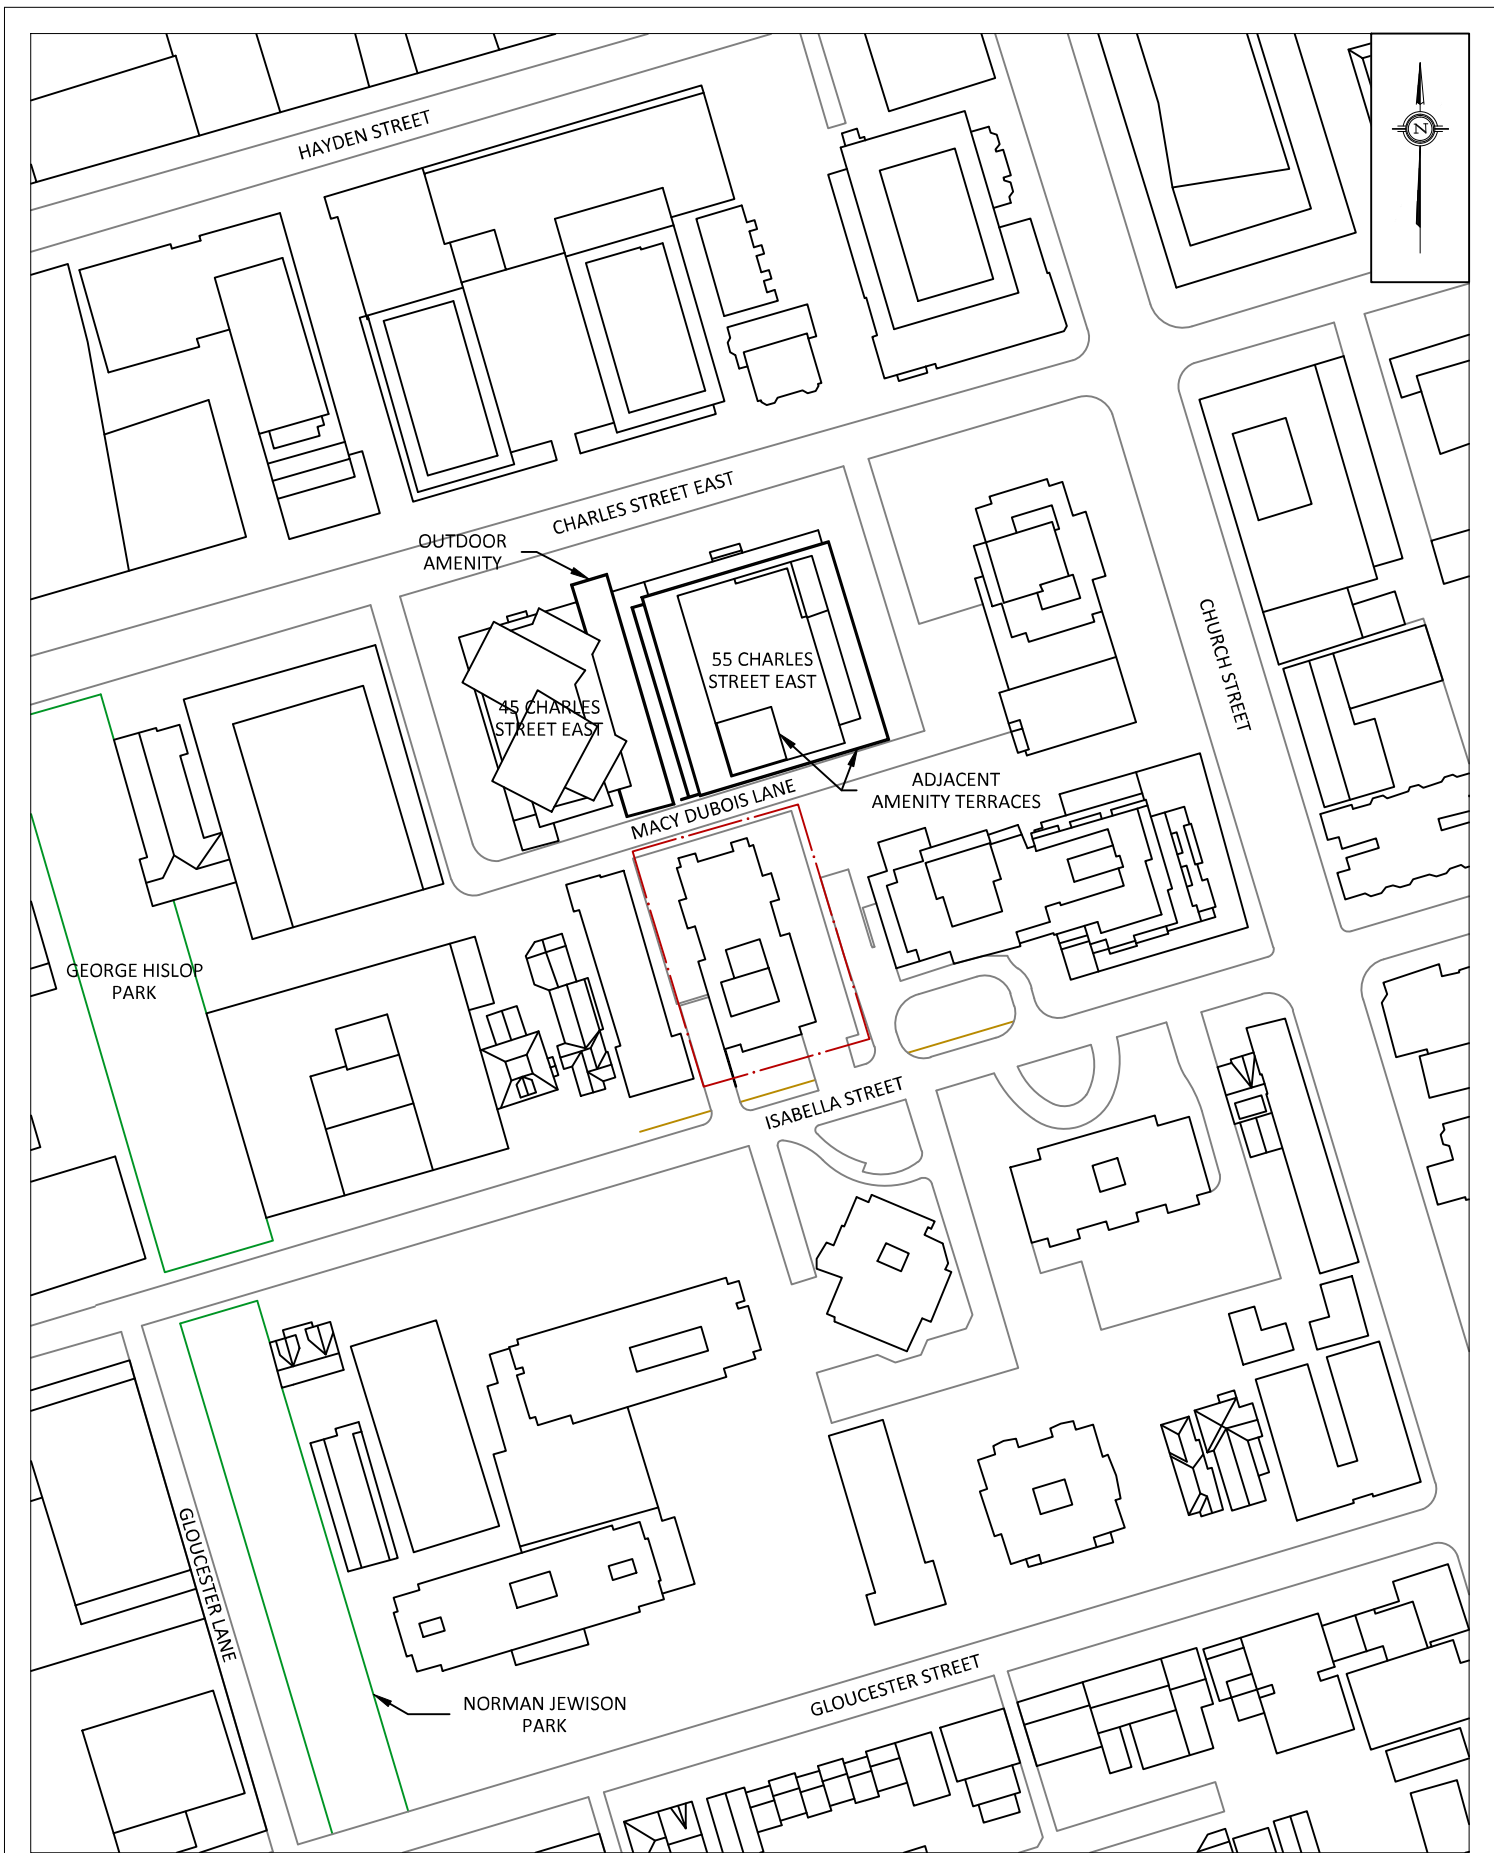 HAYDEN STREET
N
CHARLES STREET EAST
OUTDOOR
AMENITY
55 CHARLES
STREET EAST
45 CHARLES
STREET EAST
CHURCH STREET
ADJACENT
AMENITY TERRACES
MACY DUBOIS LANE
GEORGE HISLOP
PARK
ISABELLA STREET
GLOUCESTER LANE
NORMAN JEWISON
PARK
GLOUCESTER STREET